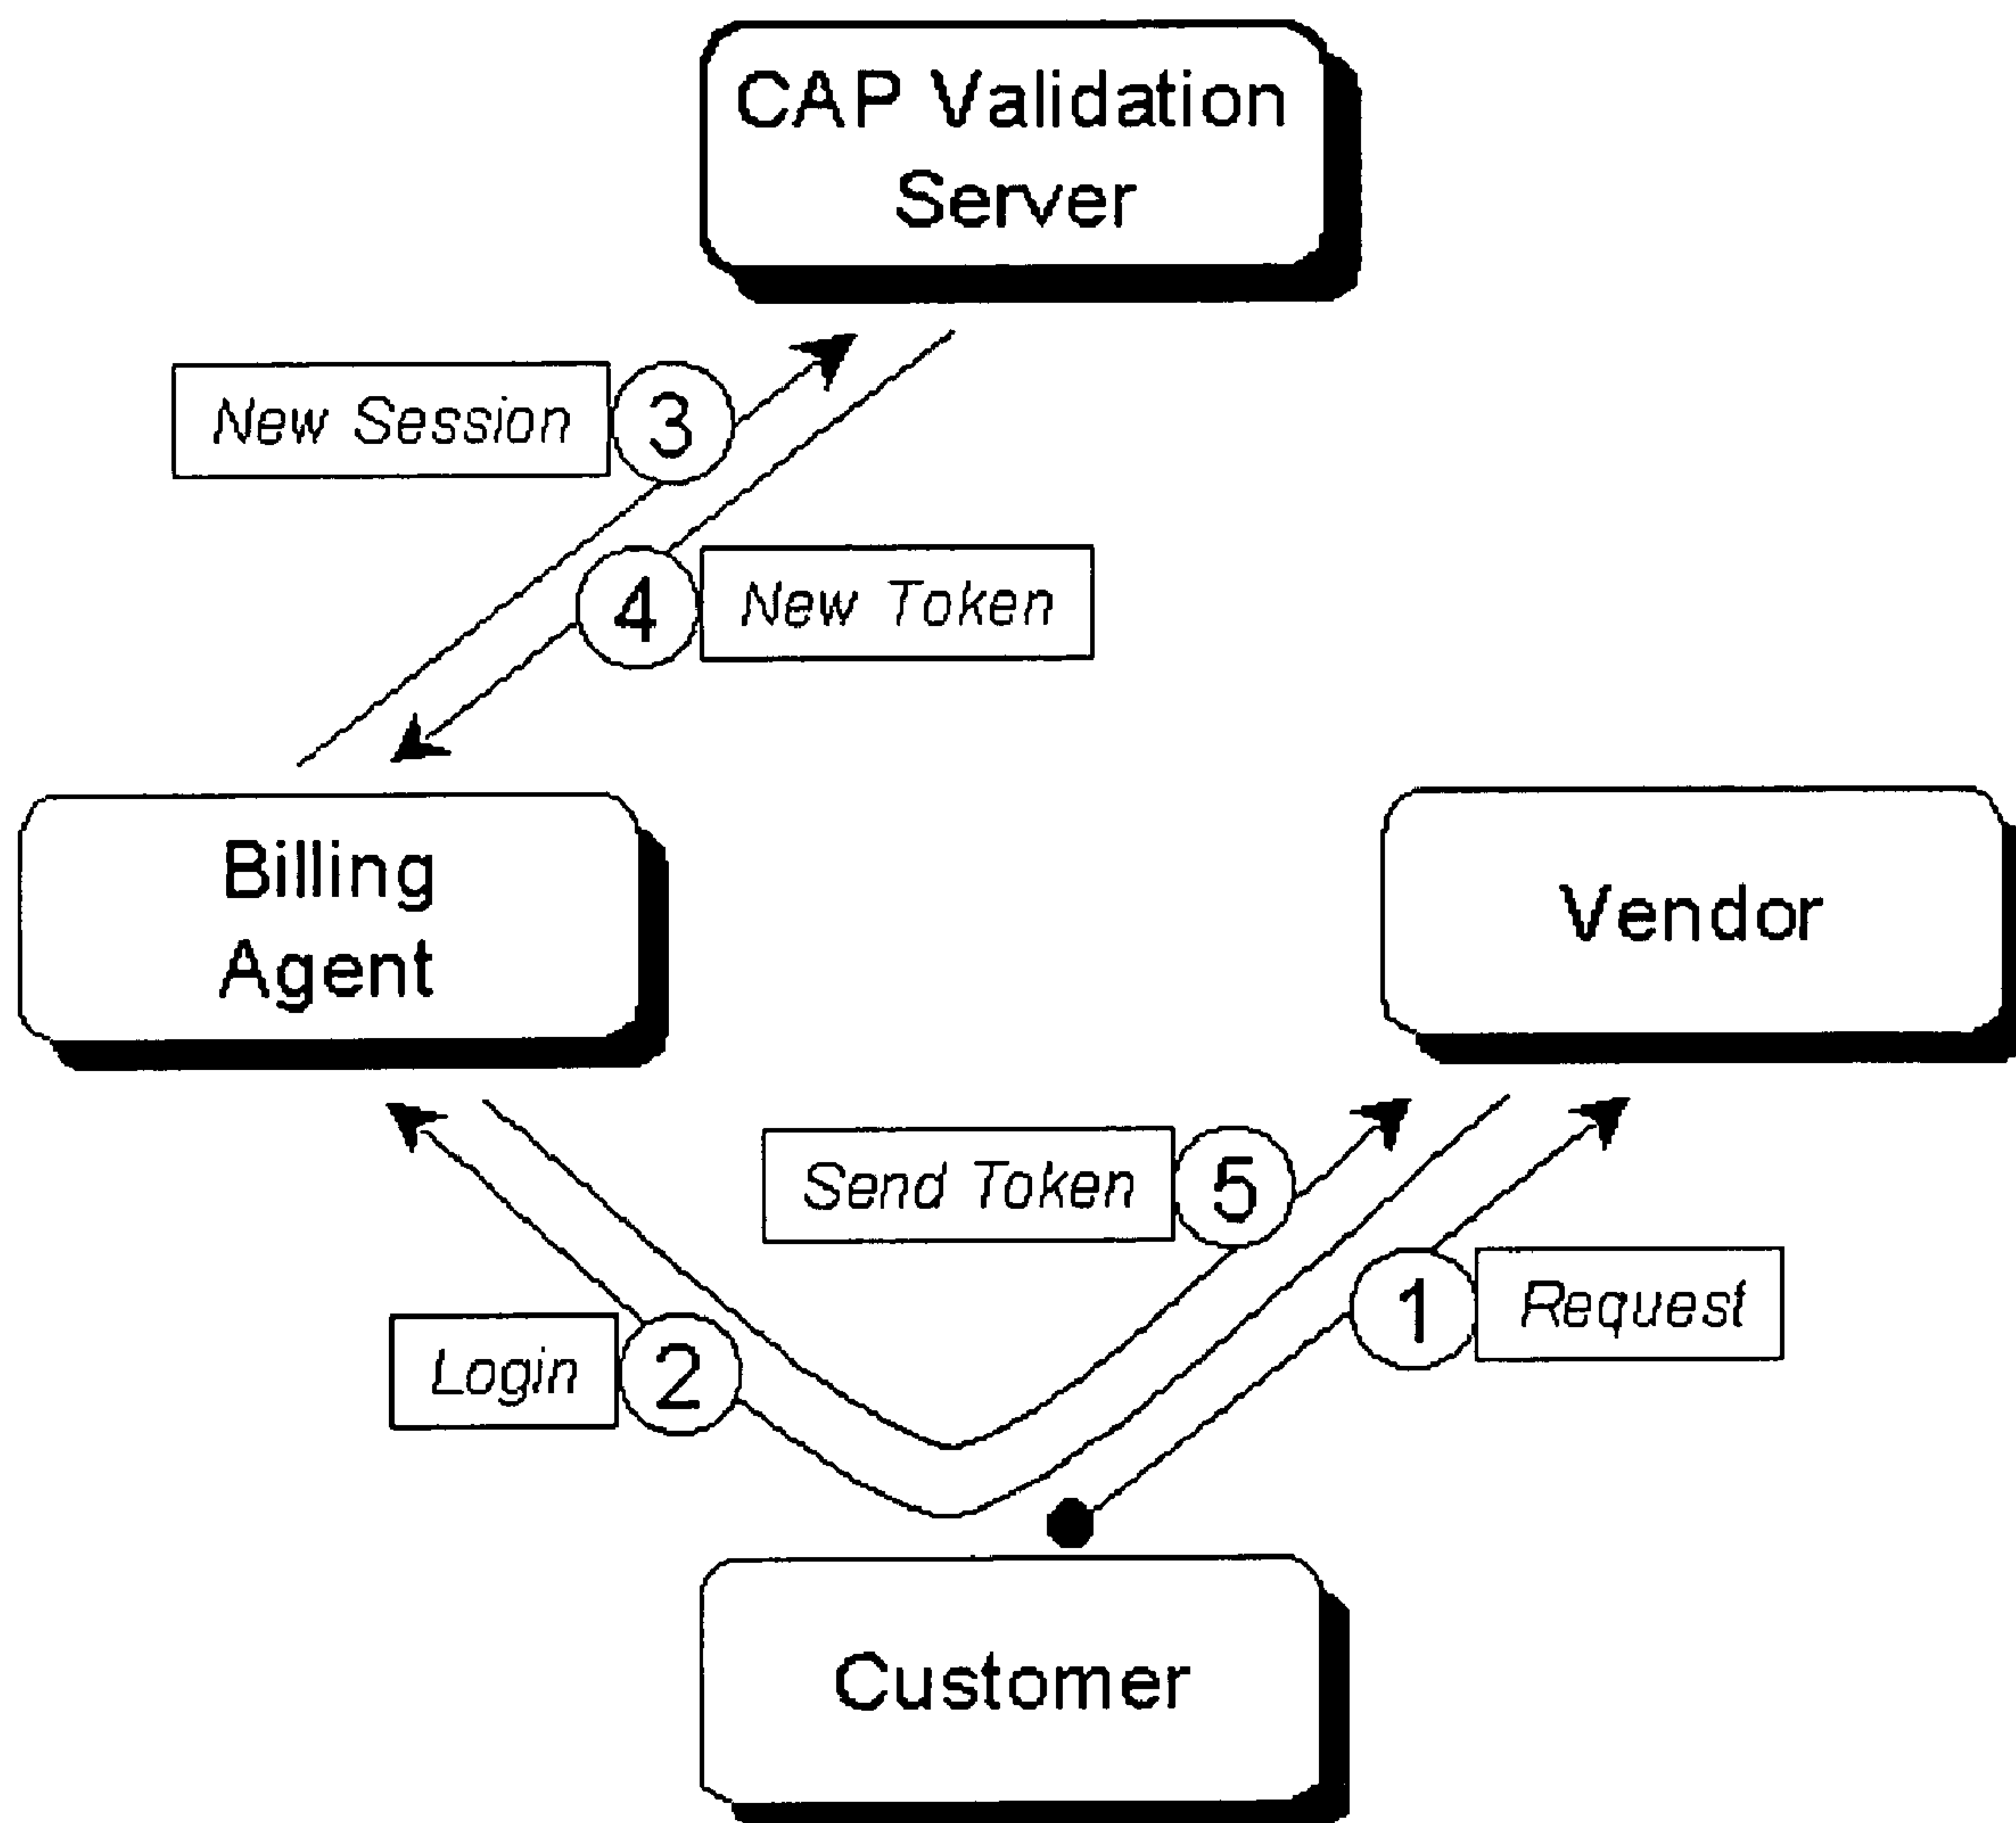 CAP Validation
Server
New Session
3
4
New Token
Billing
Agent
Vendor
Send Token
5
1
Request
Login
2
Customer